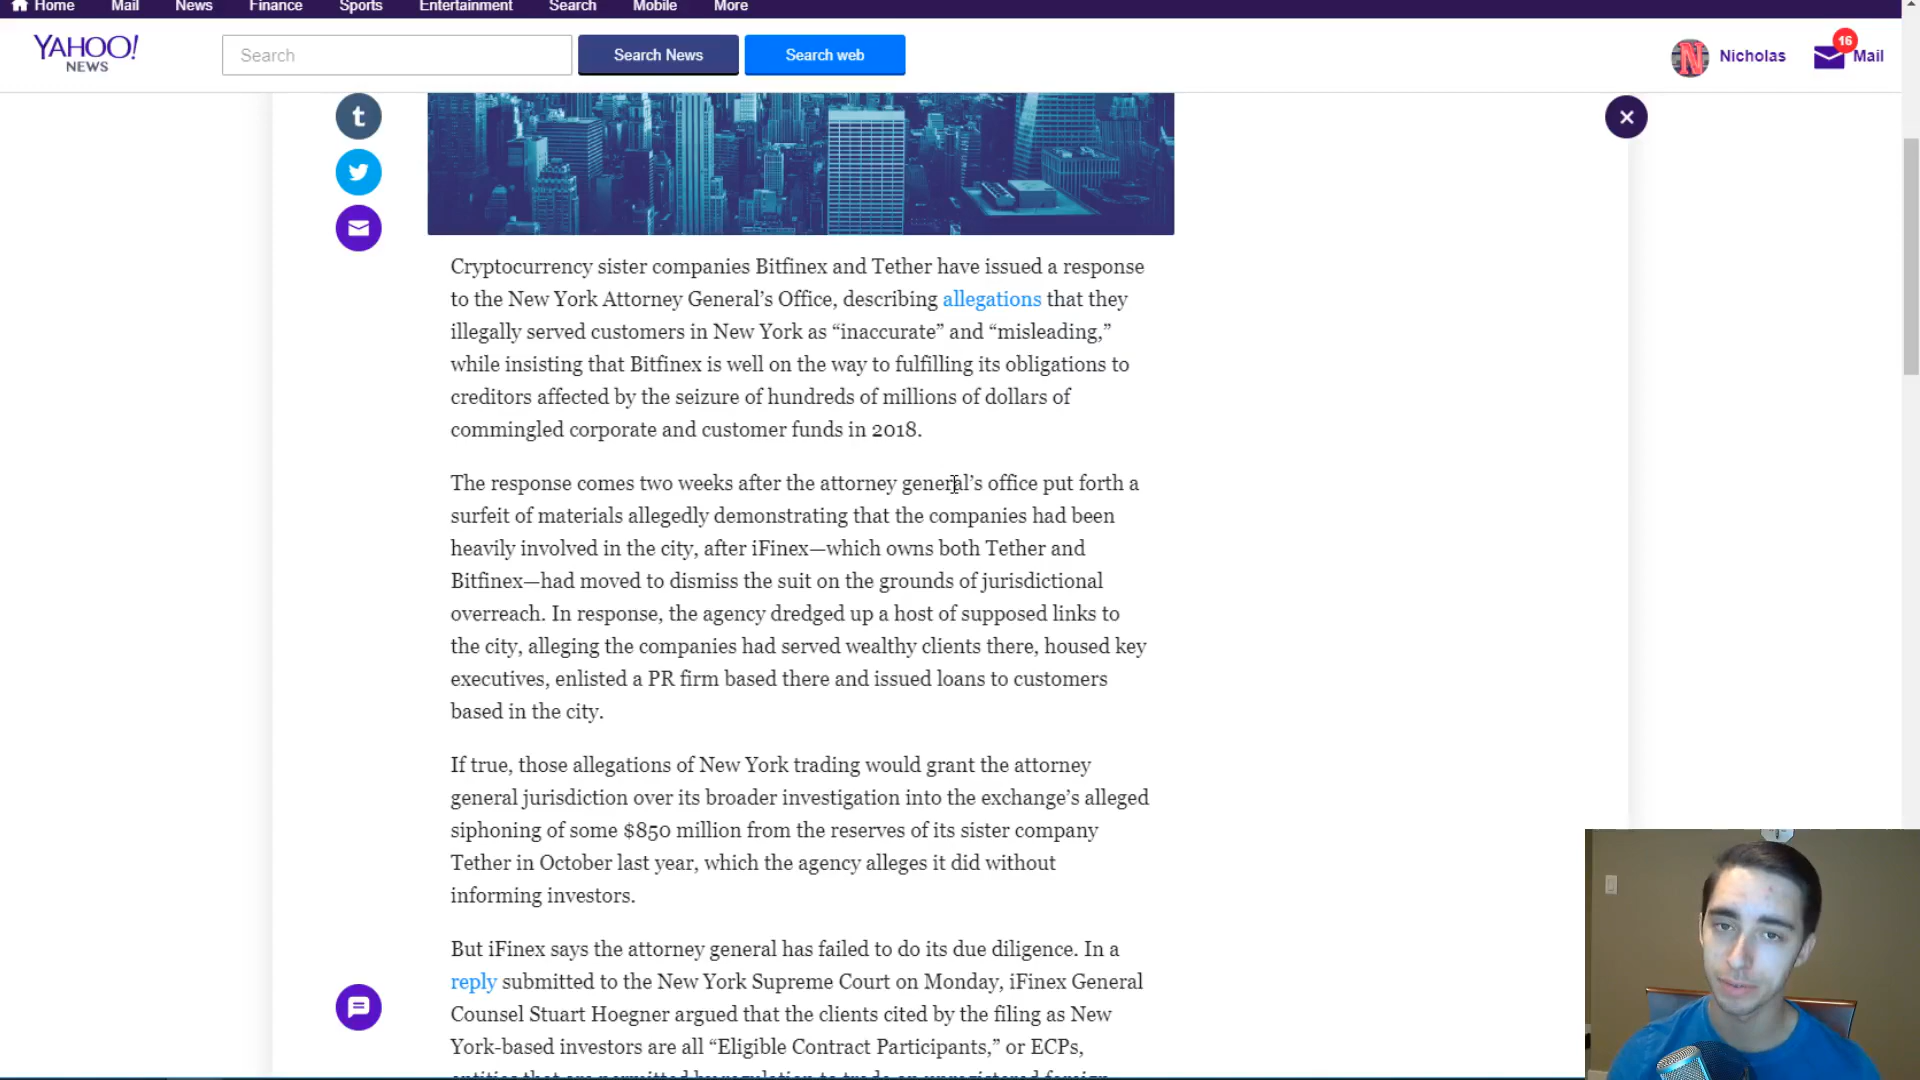 Home Mail News Finance Sports Entertainment Search Mobile More
YAHOO!
NEWS
Search
Search News
Search web
N
Nicholas
16
Mail
t
Cryptocurrency sister companies Bitfinex and Tether have issued a response
to the New York Attorney General’s Office, describing allegations that they
illegally served customers in New York as “inaccurate” and “misleading,”
while insisting that Bitfinex is well on the way to fulfilling its obligations to
creditors affected by the seizure of hundreds of millions of dollars of
commingled corporate and customer funds in 2018.
The response comes two weeks after the attorney general’s office put forth a
surfeit of materials allegedly demonstrating that the companies had been
heavily involved in the city, after iFinex—which owns both Tether and
Bitfinex—had moved to dismiss the suit on the grounds of jurisdictional
overreach. In response, the agency dredged up a host of supposed links to
the city, alleging the companies had served wealthy clients there, housed key
executives, enlisted a PR firm based there and issued loans to customers
based in the city.
If true, those allegations of New York trading would grant the attorney
general jurisdiction over its broader investigation into the exchange’s alleged
siphoning of some $850 million from the reserves of its sister company
Tether in October last year, which the agency alleges it did without
informing investors.
But iFinex says the attorney general has failed to do its due diligence. In a
reply submitted to the New York Supreme Court on Monday, iFinex General
Counsel Stuart Hoegner argued that the clients cited by the filing as New
York-based investors are all “Eligible Contract Participants,” or ECPs,
entities that are permitted by regulation to trade on unregistered foreign